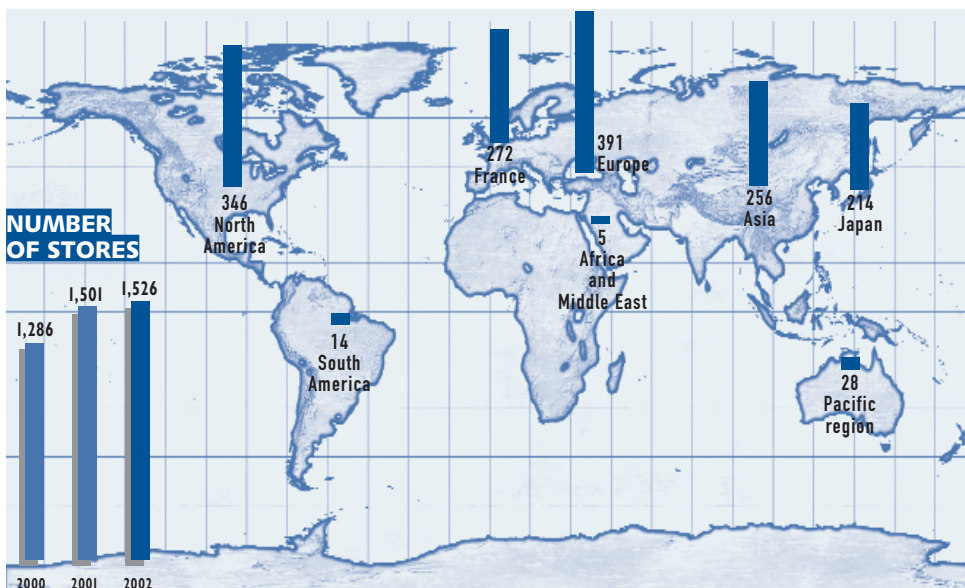 272
France
391
Europe
346
North
America
256
Asia
214
Japan
5
Africa
and
Middle East
14
South
America
28
Pacific
region
NUMBER
OF STORES
1,286
1,501
1,526
2000
2001
2002